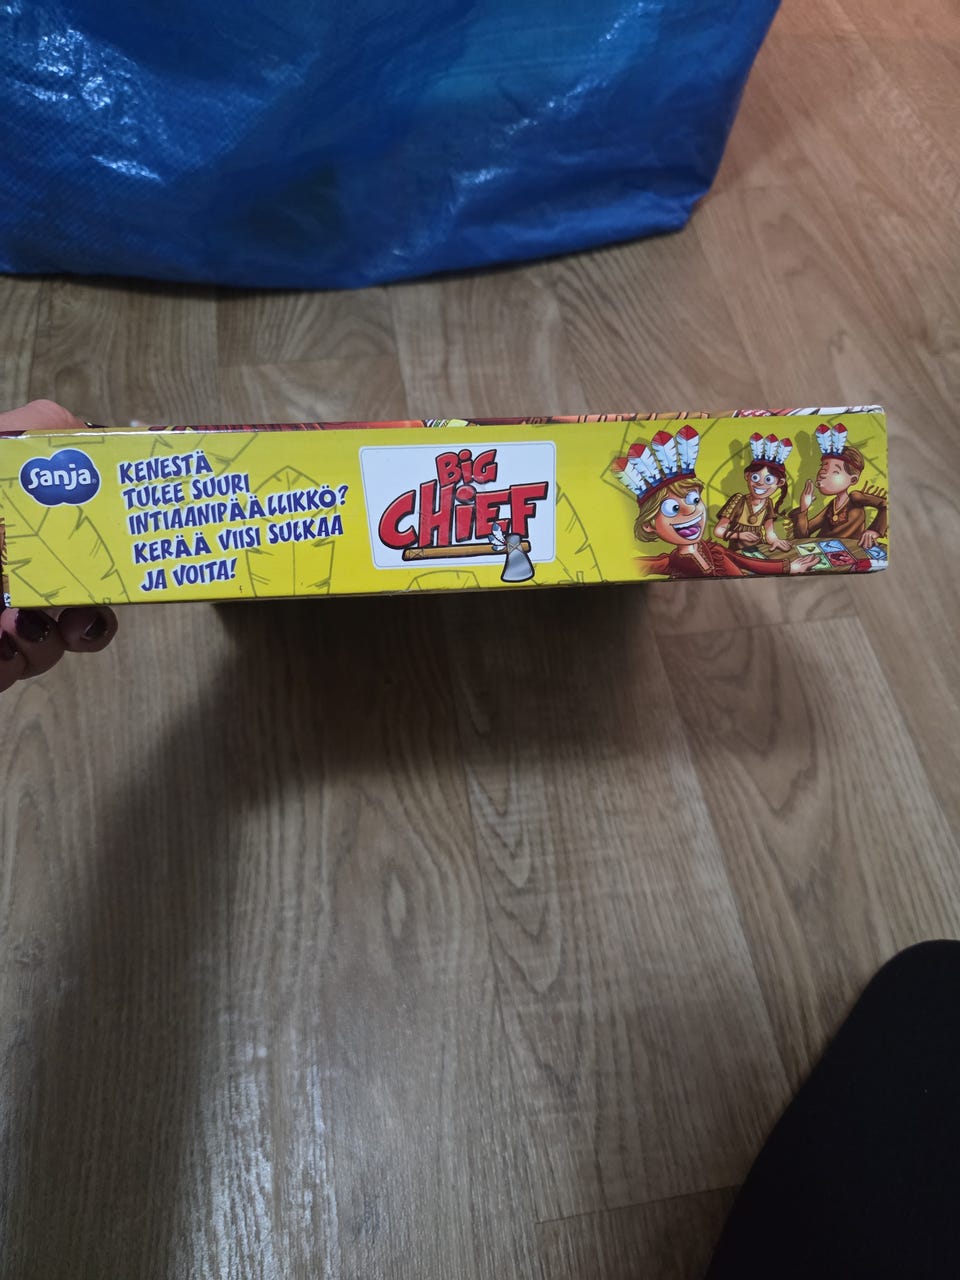 Sanja
KENESTÄ
TULEE SUURI
INTIAANIPÄÄLLIKKÖ?
KERÄÄ VIISI SULKAA
JA VOITA!
BiG
CHiEF